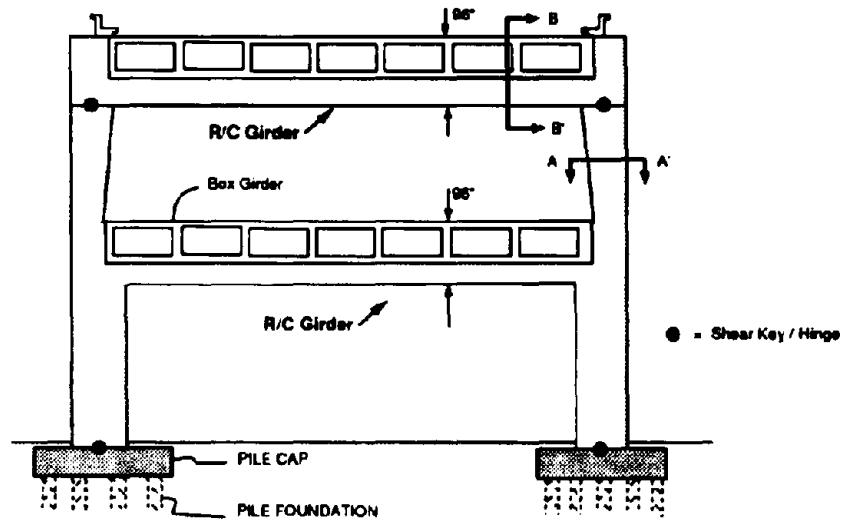 96"
B
R/C Girder
B'
A
A'
Box Girder
96"
R/C Girder
= Shear Key / Hinge
PILE CAP
PILE FOUNDATION